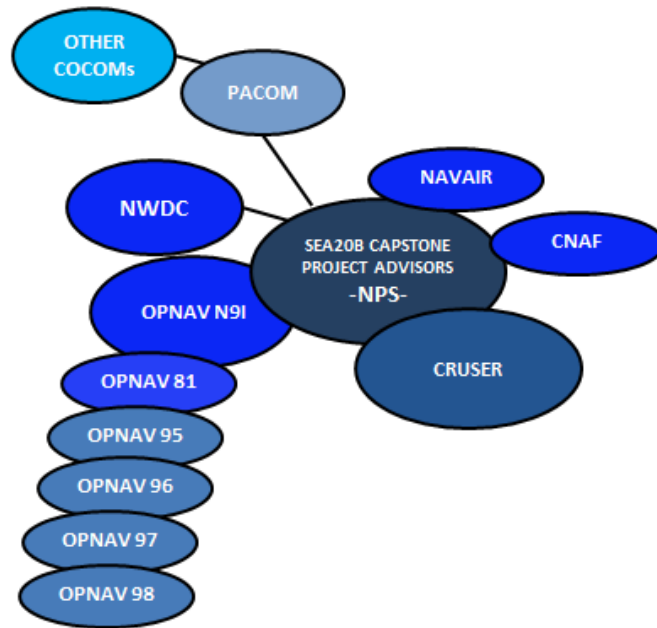 OTHER
COCOMs
PACOM
NAVAIR
NWDC
CNAF
SEA20B CAPSTONE
PROJECT ADVISORS
-NPS-
OPNAV N9I
CRUSER
OPNAV 81
OPNAV 95
OPNAV 96
OPNAV 97
OPNAV 98